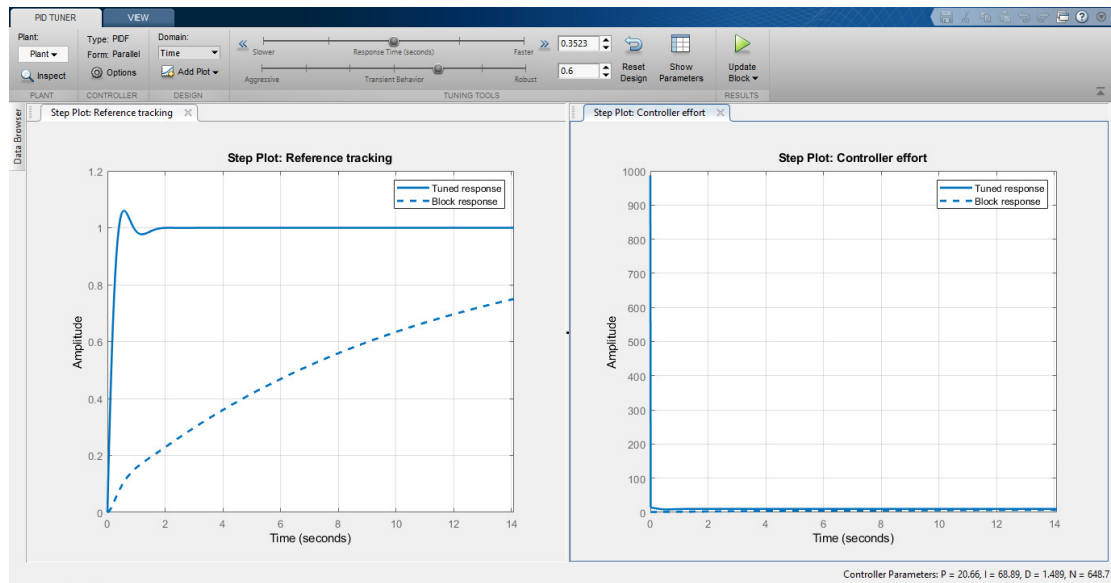 PID TUNER
VIEW
Plant:
Plant
Inspect
PLANT
Type: PIDF
Form: Parallel
Options
CONTROLLER
Domain:
Time
Add Plot
DESIGN
Slower
Response Time (seconds)
Faster
0.3523
Aggressive
Transient Behavior
Robust
0.6
Reset
Design
Show
Parameters
TUNING TOOLS
Update
Block
RESULTS
Data Browser
Step Plot: Reference tracking
Step Plot: Reference tracking
Tuned response
Block response
Amplitude
1.2
1
0.8
0.6
0.4
0.2
0
0 2 4 6 8 10 12 14
Time (seconds)
Step Plot: Controller effort
Step Plot: Controller effort
Tuned response
Block response
Amplitude
1000
900
800
700
600
500
400
300
200
100
0
0 2 4 6 8 10 12 14
Time (seconds)
Controller Parameters: P = 20.66, I = 68.89, D = 1.489, N = 648.7